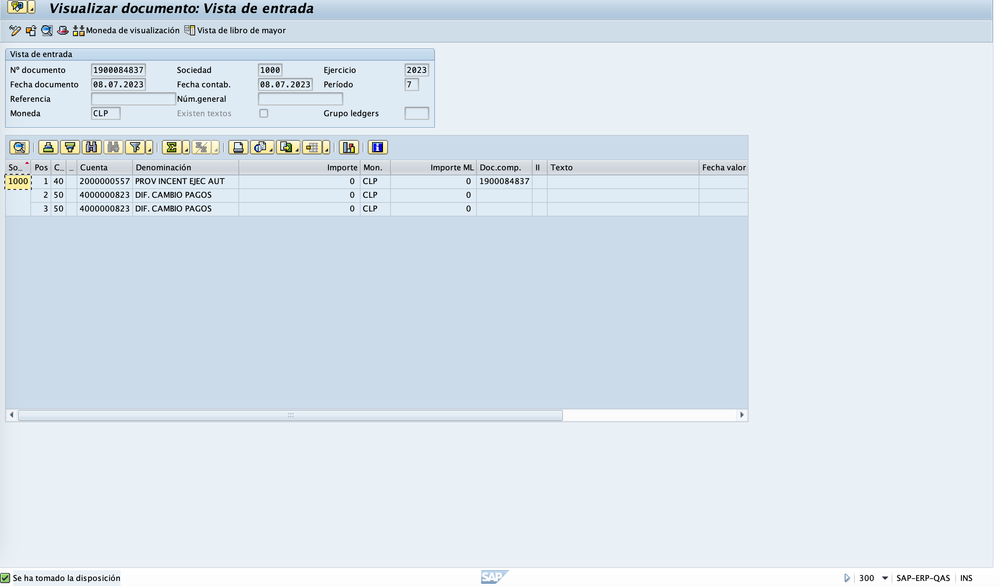 Visualizar documento: Vista de entrada
Moneda de visualización Vista de libro de mayor
Vista de entrada
Nº documento 1900084837 Sociedad 1000 Ejercicio 2023
Fecha documento 08.07.2023 Fecha contab. 08.07.2023 Período 7
Referencia Núm.general
Moneda CLP Existen textos Grupo ledgers
So... Pos C... ... Cuenta Denominación Importe Mon. Importe ML Doc.comp. II Texto Fecha valor
1000 1 40 2000000557 PROV INCENT EJEC AUT 0 CLP 0 1900084837
2 50 4000000823 DIF. CAMBIO PAGOS 0 CLP 0
3 50 4000000823 DIF. CAMBIO PAGOS 0 CLP 0
Se ha tomado la disposición SAP 300 SAP-ERP-QAS INS